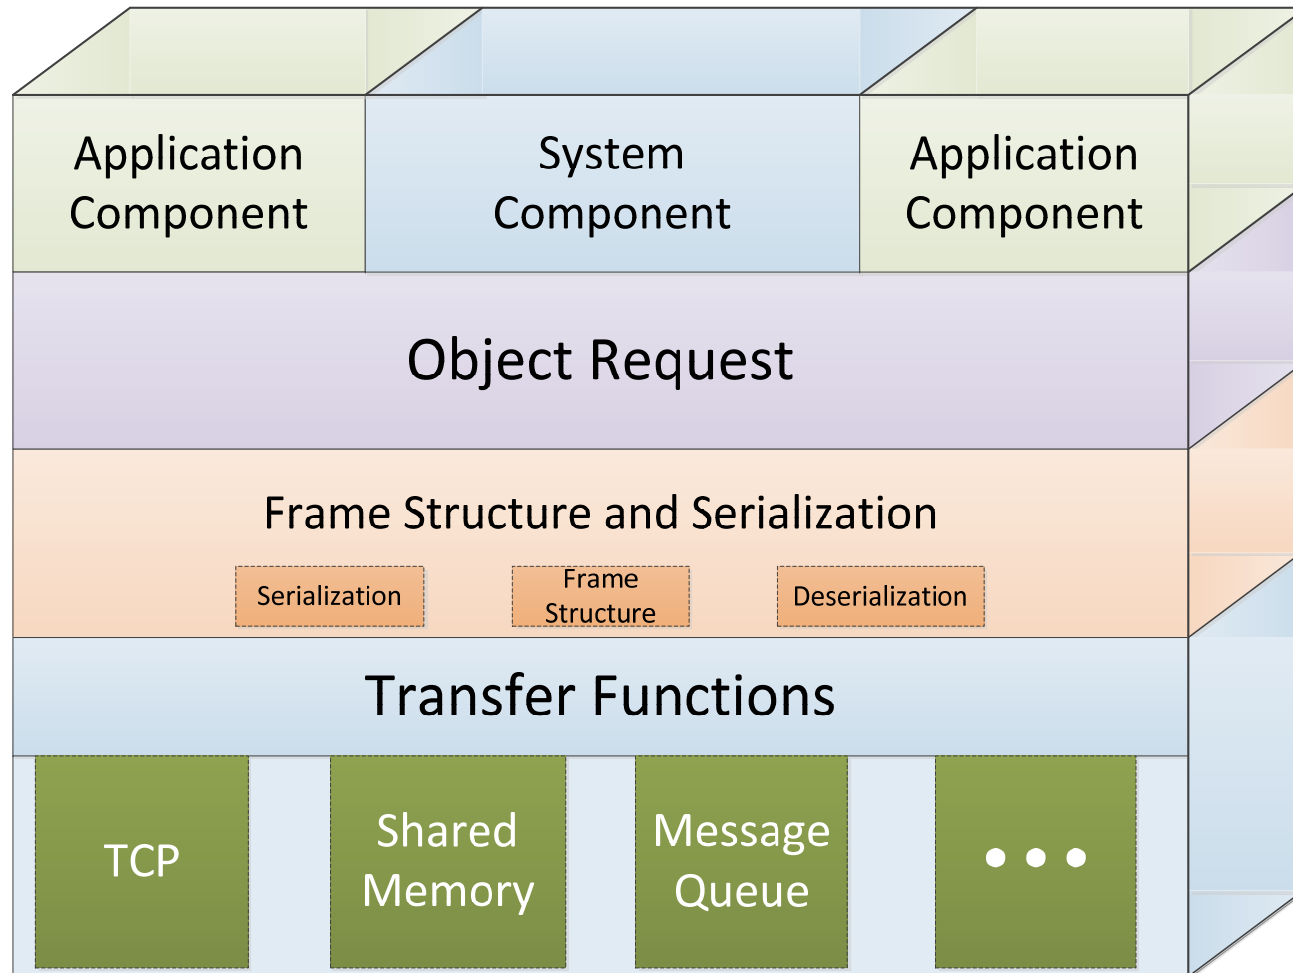 Application
Component
System
Component
Application
Component
Object Request
Frame Structure and Serialization
Serialization
Frame
Structure
Deserialization
Transfer Functions
TCP
Shared
Memory
Message
Queue
•••